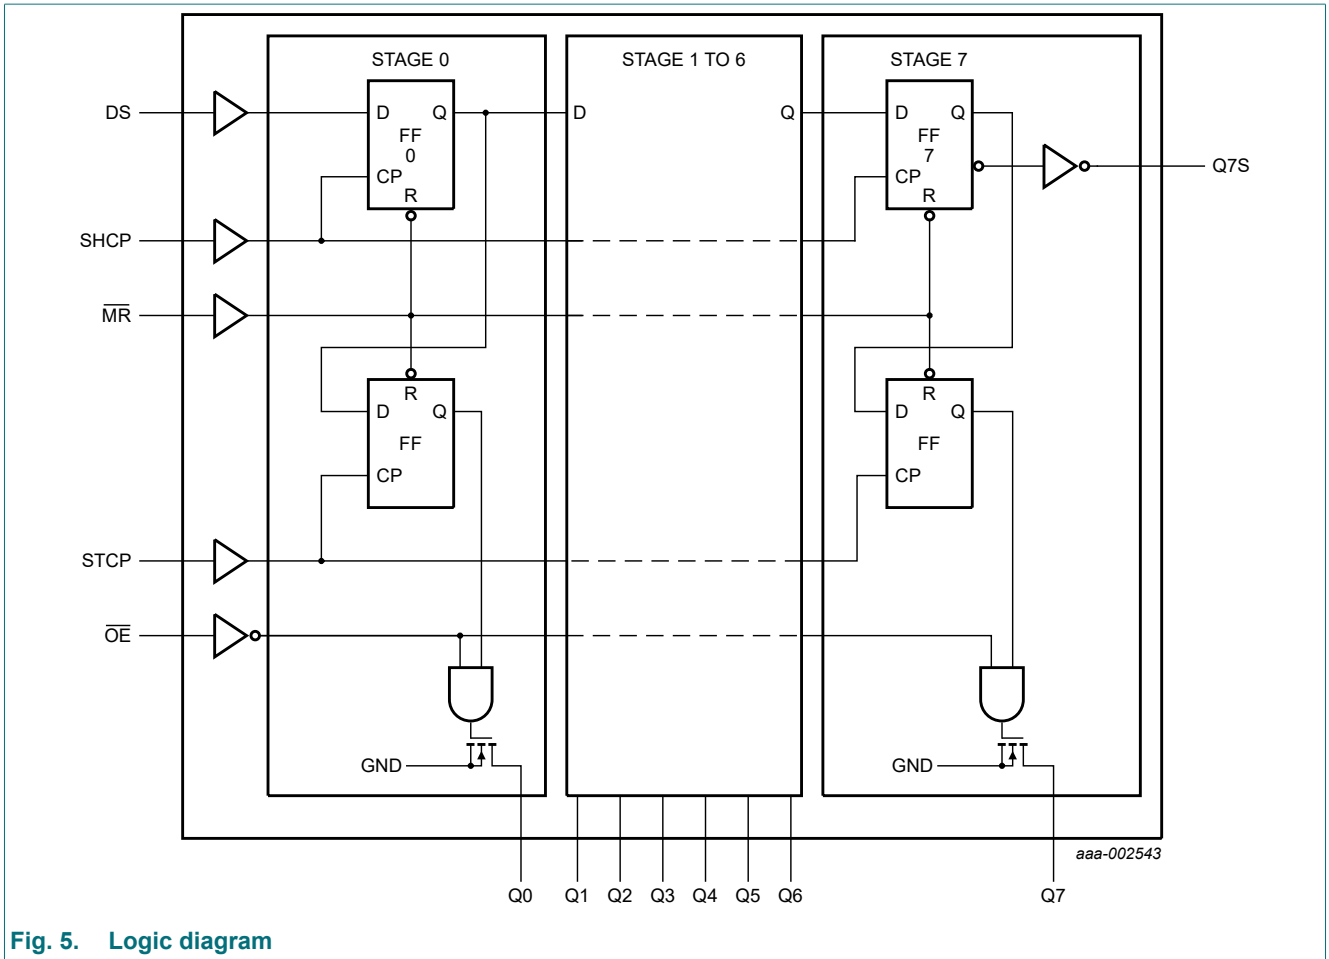 STAGE 0
STAGE 1 TO 6
STAGE 7
DS
D
Q
FF
0
CP
R
D
Q
D
Q
FF
7
CP
R
Q7S
SHCP
M̅R̅
R
D
Q
FF
CP
R
D
Q
FF
CP
STCP
O̅E̅
GND
GND
aaa-002543
Q0
Q1
Q2
Q3
Q4
Q5
Q6
Q7
Fig. 5. Logic diagram